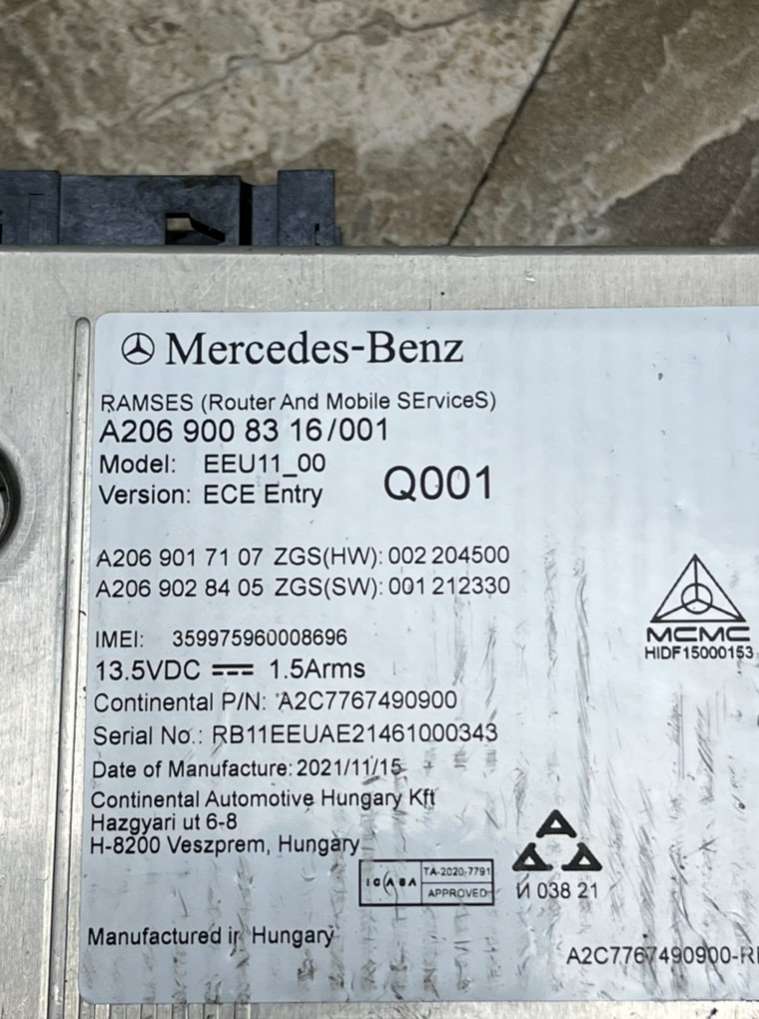 Mercedes-Benz
RAMSES (Router And Mobile SErviceS)
A206 900 83 16/001
Model: EEU11_00
Version: ECE Entry
Q001
A206 901 71 07 ZGS(HW): 002 204500
A206 902 84 05 ZGS(SW): 001 212330
MCMC
HIDF15000153
IMEI: 359975960008696
13.5VDC 1.5Arms
Continental P/N: A2C7767490900
Serial No.: RB11EEUAE21461000343
Date of Manufacture: 2021/11/15
Continental Automotive Hungary Kft
Hazgyari ut 6-8
H-8200 Veszprem, Hungary
ICASA
TA-2020-7791
APPROVED
И 038 21
Manufactured in Hungary
A2C7767490900-R